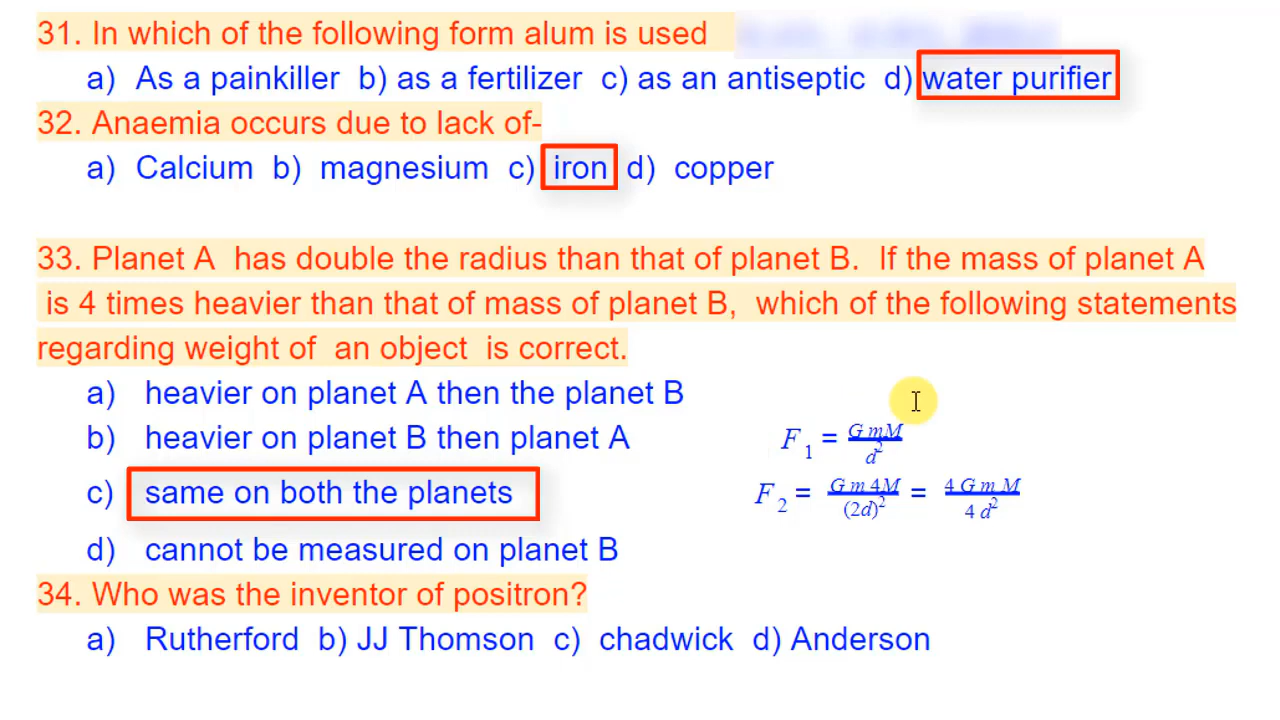 31. In which of the following form alum is used
a) As a painkiller b) as a fertilizer c) as an antiseptic d) water purifier
32. Anaemia occurs due to lack of-
a) Calcium b) magnesium c) iron d) copper
33. Planet A has double the radius than that of planet B. If the mass of planet A
is 4 times heavier than that of mass of planet B, which of the following statements
regarding weight of an object is correct.
a) heavier on planet A then the planet B
b) heavier on planet B then planet A
F₁ = G mM / d²
c) same on both the planets
F₂ = G m 4M / (2d)² = 4 G m M / 4 d²
d) cannot be measured on planet B
34. Who was the inventor of positron?
a) Rutherford b) JJ Thomson c) chadwick d) Anderson